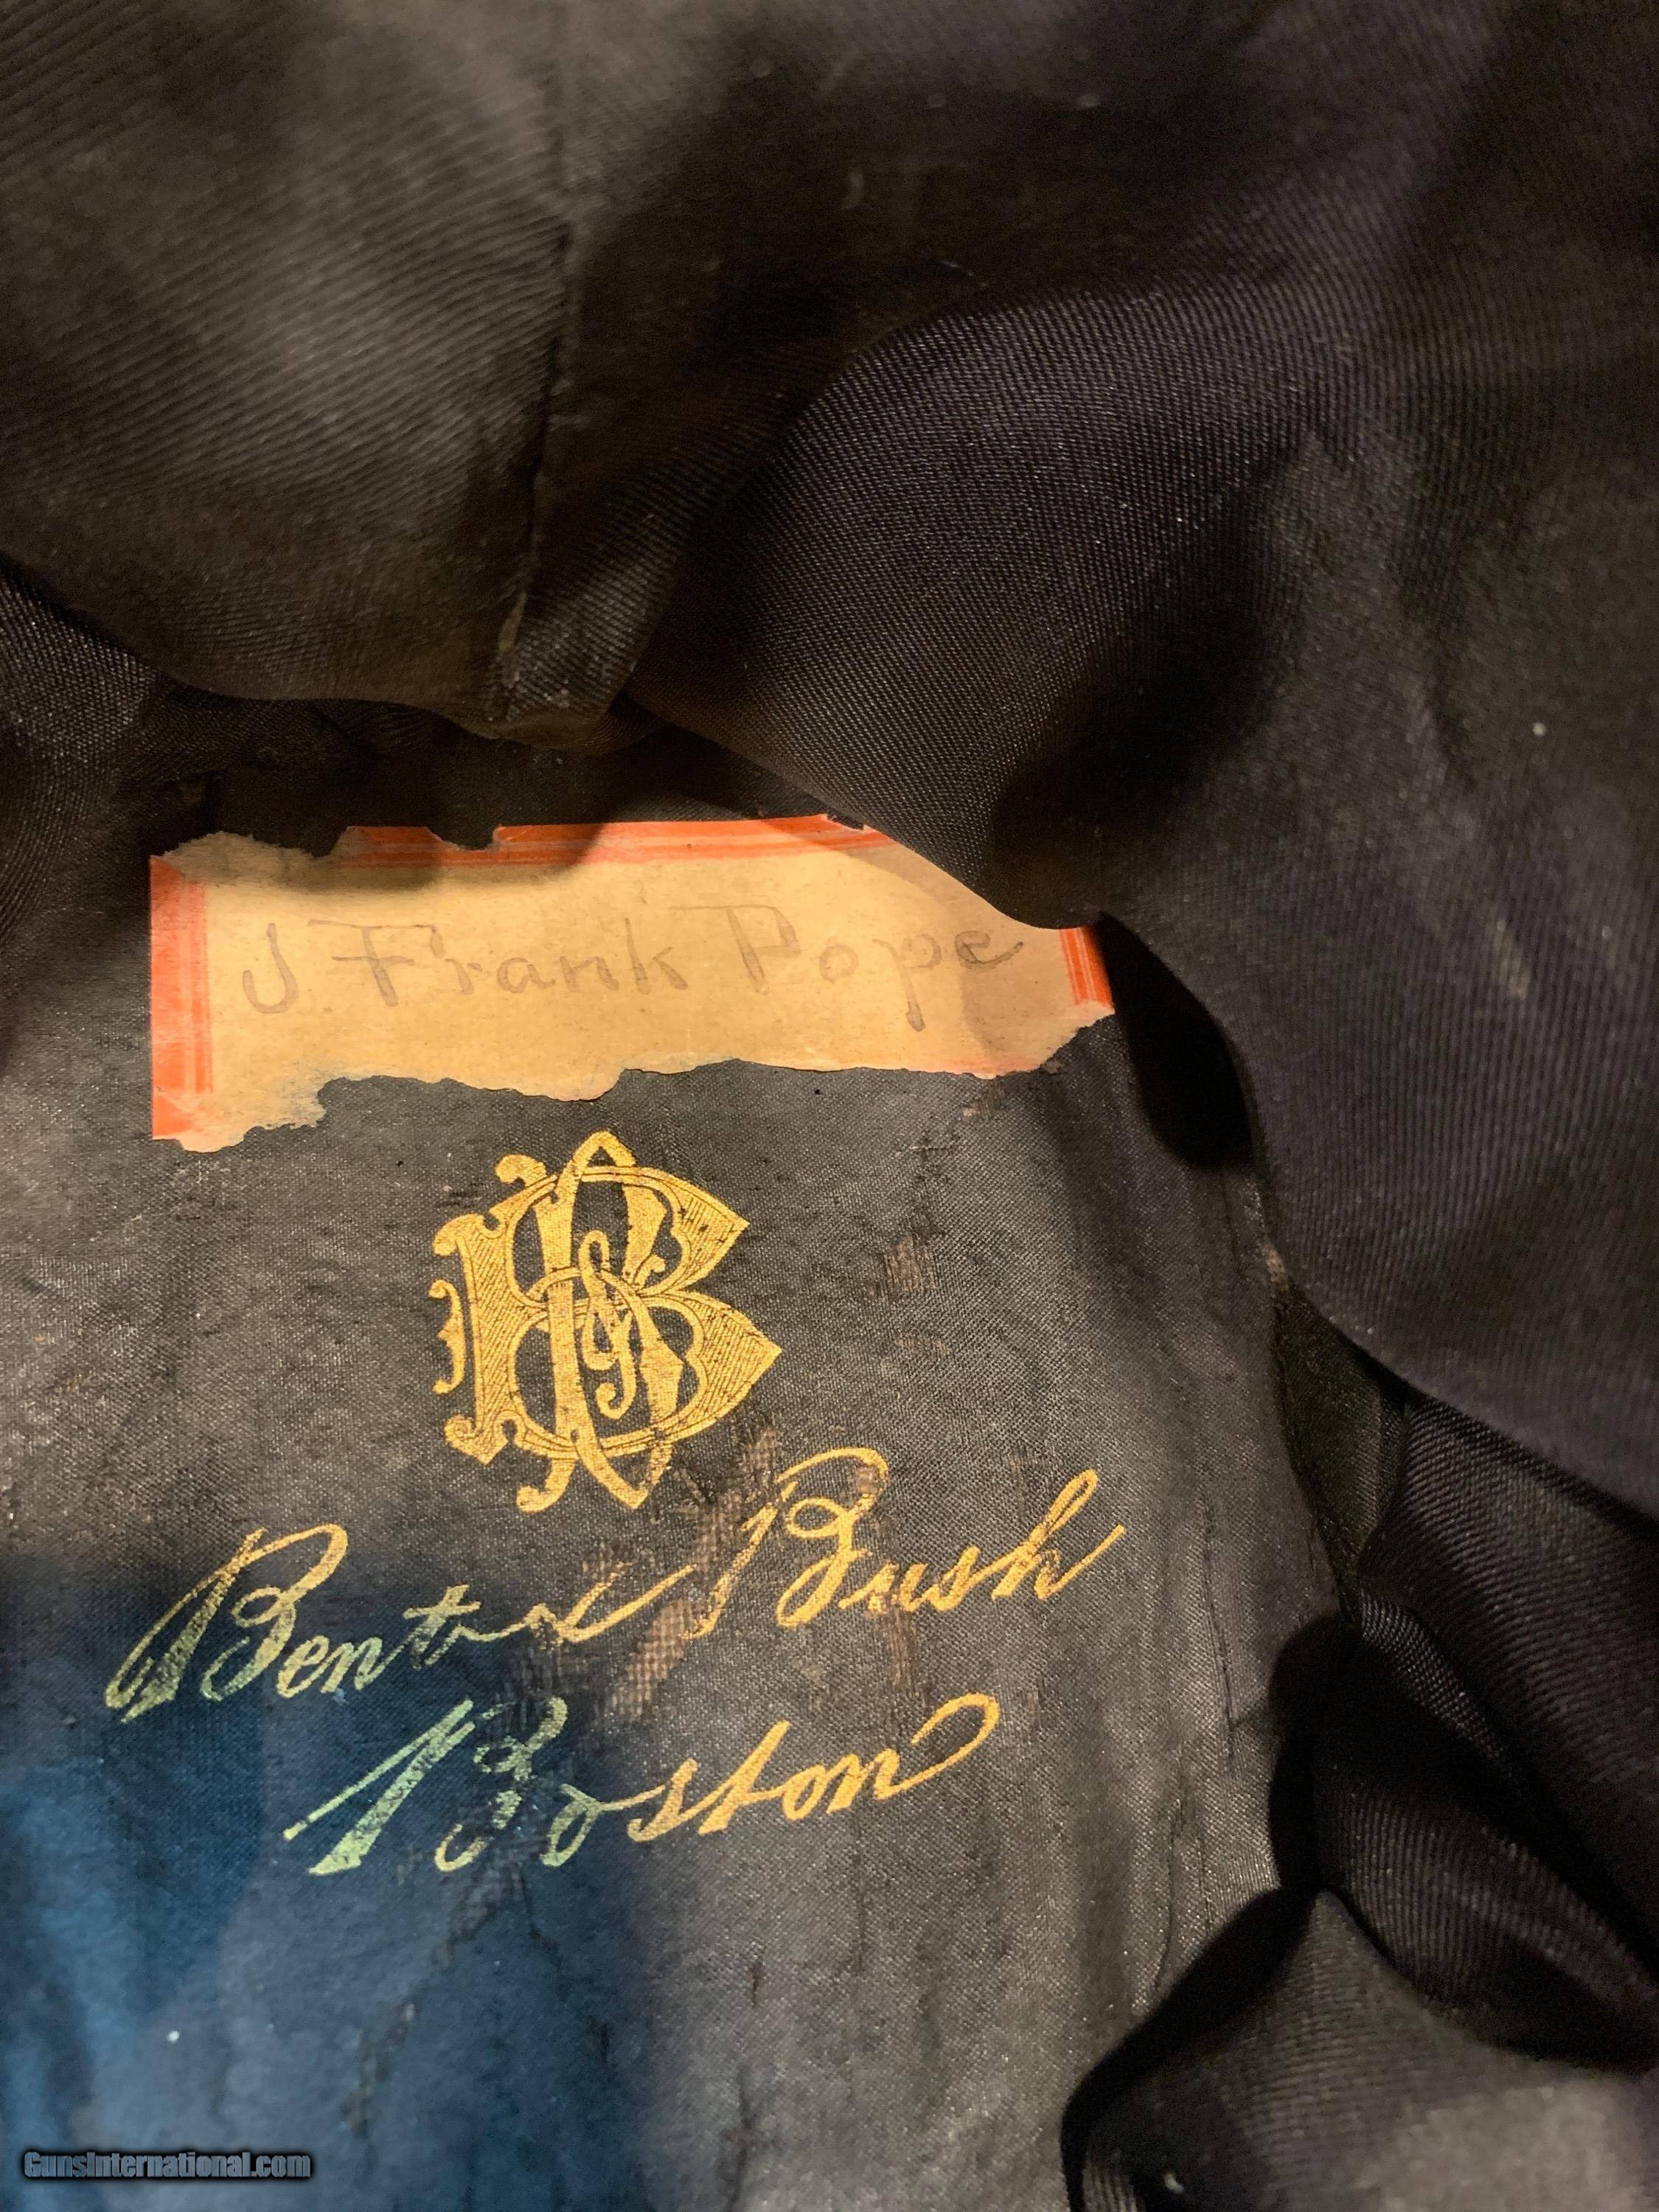 J Frank Pope
B & B
Bent & Bush
Boston
GunsInternational.com